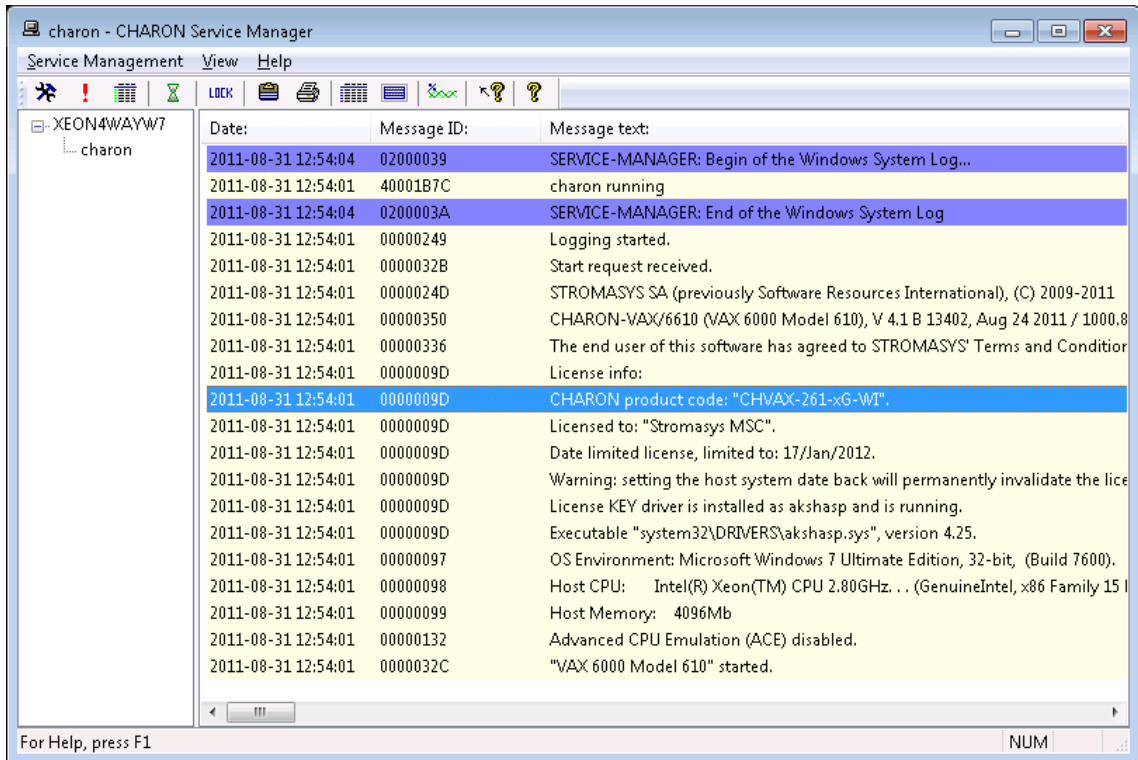 charon - CHARON Service Manager
Service Management View Help
LOCK
XEON4WAYW7
charon
Date: Message ID: Message text:
2011-08-31 12:54:04 02000039 SERVICE-MANAGER: Begin of the Windows System Log...
2011-08-31 12:54:01 40001B7C charon running
2011-08-31 12:54:04 0200003A SERVICE-MANAGER: End of the Windows System Log
2011-08-31 12:54:01 00000249 Logging started.
2011-08-31 12:54:01 0000032B Start request received.
2011-08-31 12:54:01 0000024D STROMASYS SA (previously Software Resources International), (C) 2009-2011
2011-08-31 12:54:01 00000350 CHARON-VAX/6610 (VAX 6000 Model 610), V 4.1 B 13402, Aug 24 2011 / 1000.8
2011-08-31 12:54:01 00000336 The end user of this software has agreed to STROMASYS' Terms and Condition
2011-08-31 12:54:01 0000009D License info:
2011-08-31 12:54:01 0000009D CHARON product code: "CHVAX-261-xG-WI".
2011-08-31 12:54:01 0000009D Licensed to: "Stromasys MSC".
2011-08-31 12:54:01 0000009D Date limited license, limited to: 17/Jan/2012.
2011-08-31 12:54:01 0000009D Warning: setting the host system date back will permanently invalidate the lice
2011-08-31 12:54:01 0000009D License KEY driver is installed as akshasp and is running.
2011-08-31 12:54:01 0000009D Executable "system32\DRIVERS\akshasp.sys", version 4.25.
2011-08-31 12:54:01 00000097 OS Environment: Microsoft Windows 7 Ultimate Edition, 32-bit, (Build 7600).
2011-08-31 12:54:01 00000098 Host CPU: Intel(R) Xeon(TM) CPU 2.80GHz. . . (GenuineIntel, x86 Family 15
2011-08-31 12:54:01 00000099 Host Memory: 4096Mb
2011-08-31 12:54:01 00000132 Advanced CPU Emulation (ACE) disabled.
2011-08-31 12:54:01 0000032C "VAX 6000 Model 610" started.
For Help, press F1 NUM